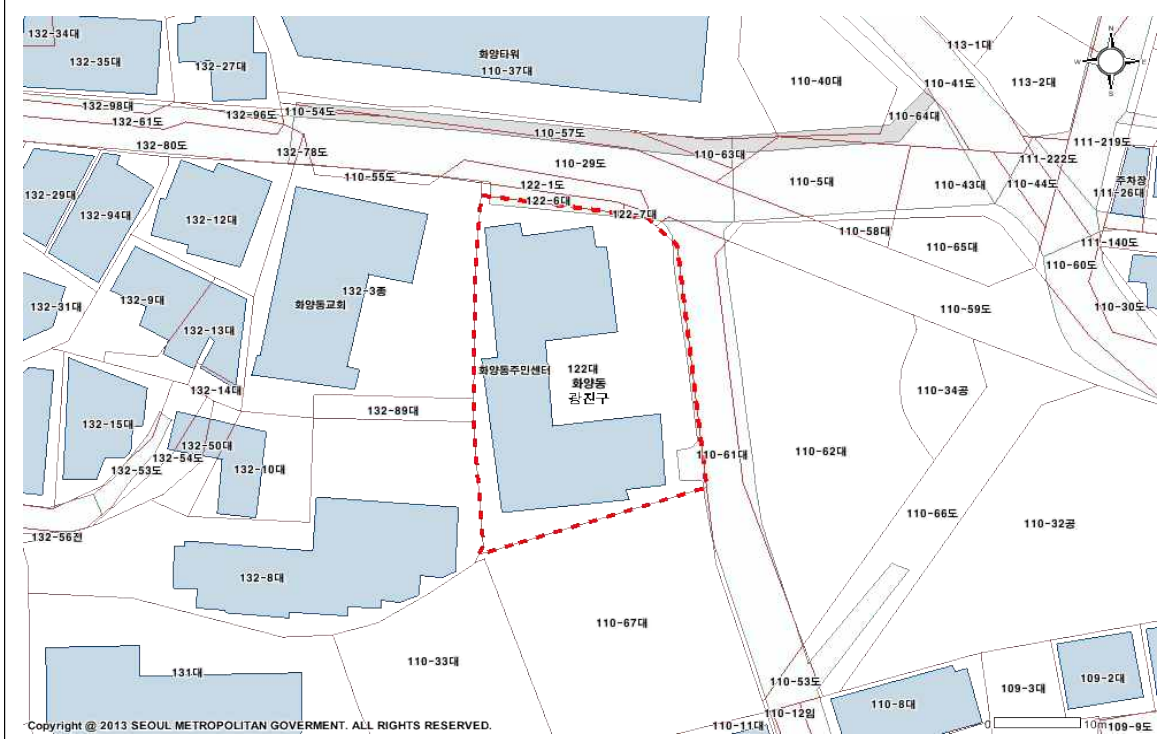 132-34대
132-35대
132-27대
화양타워
110-37대
113-1대
N
W
E
S
110-40대
110-41도
113-2대
132-98대
132-96도
110-54도
110-64대
132-61도
110-57도
132-80도
132-78도
110-63대
111-219도
110-55도
110-29도
111-222도
주차장
122-1도
110-5대
110-43대
110-44도
111-26대
132-29대
132-94대
132-12대
122-6대
122-7대
110-58대
110-65대
111-140도
110-60도
132-31대
132-9대
132-3종
화양동교회
110-59도
110-30도
132-13대
화양동주민센터
122대
화양동
광진구
132-14대
132-89대
110-34공
132-15대
132-50대
132-54도
132-53도
132-10대
110-61대
110-62대
110-66도
110-32공
132-56전
132-8대
110-67대
131대
110-33대
110-53도
109-3대
109-2대
110-8대
110-12임
110-11대
Copyright @ 2013 SEOUL METROPOLITAN GOVERMENT. ALL RIGHTS RESERVED.
0
10m
109-9도